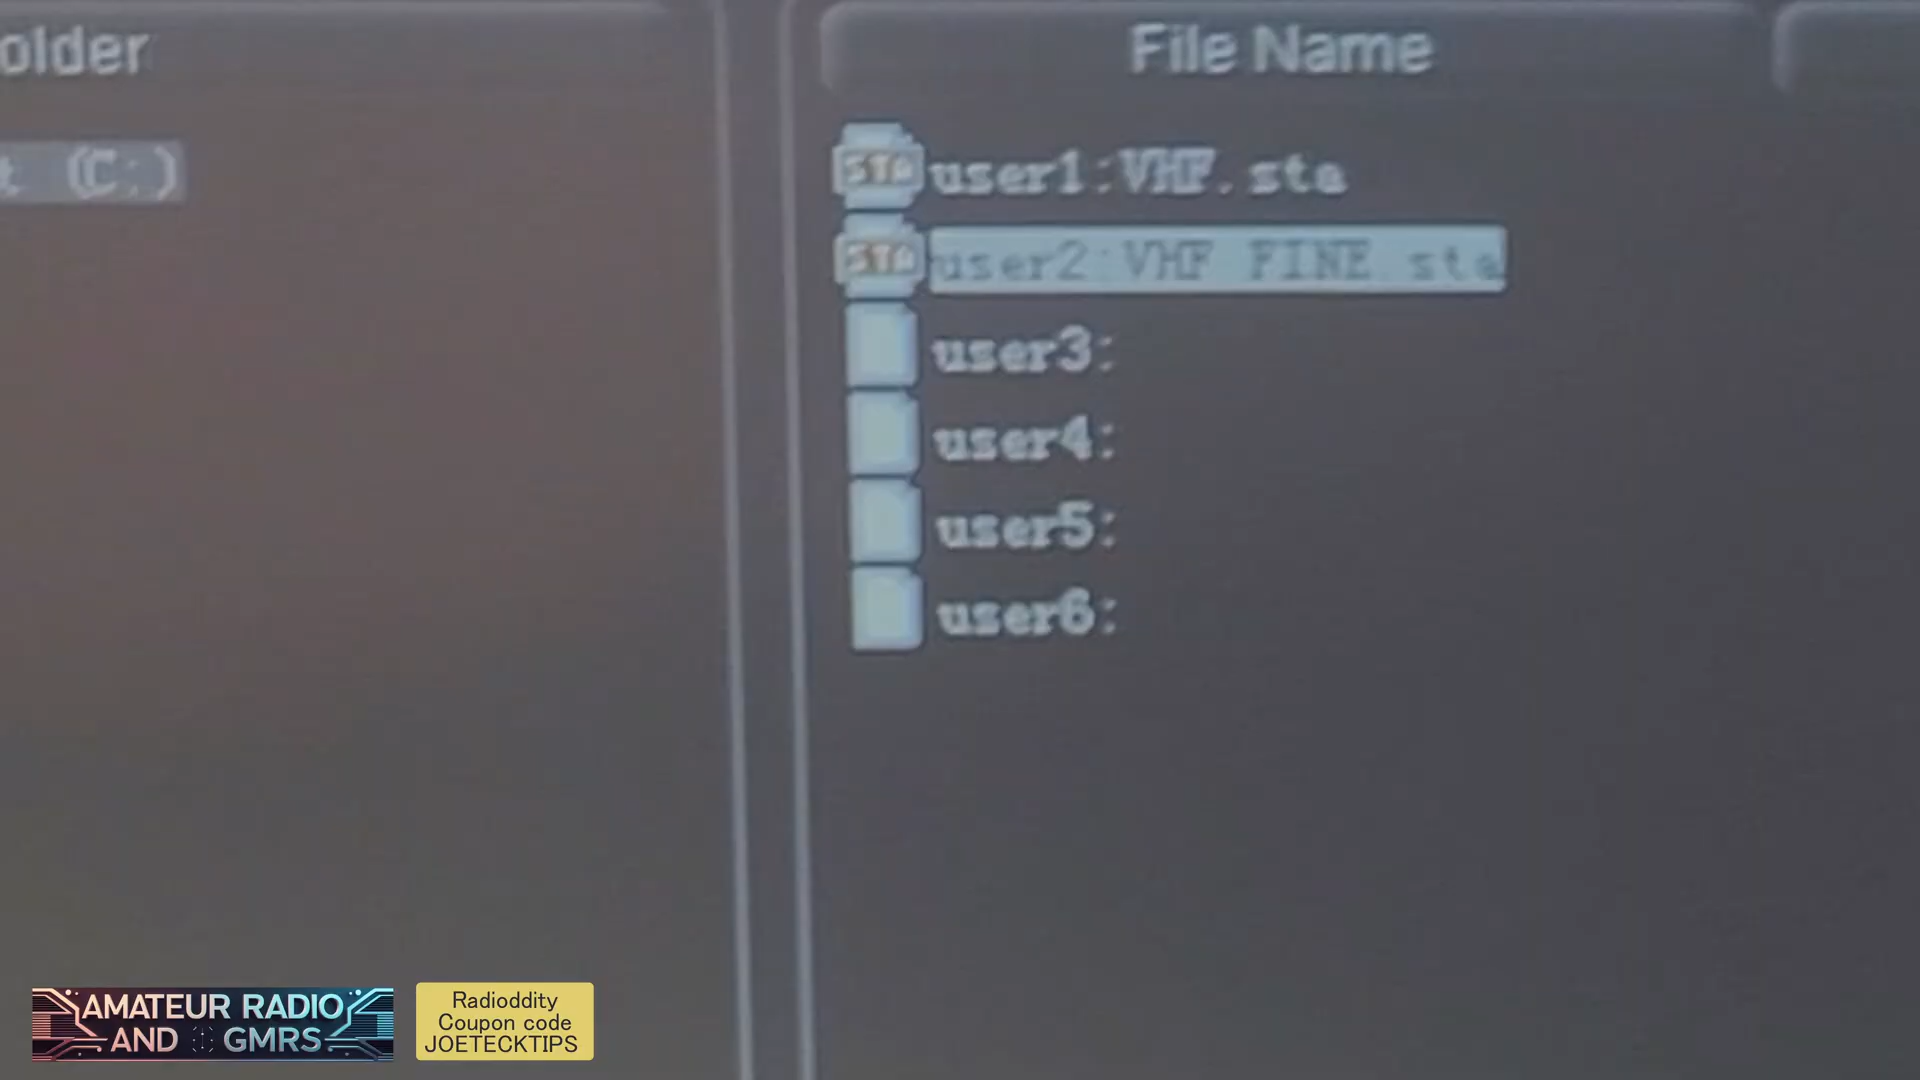 older
File Name
t (C:)
STA user1:VHF.sta
STA user2:VHF FINE.sta
user3:
user4:
user5:
user6:
AMATEUR RADIO
AND GMRS
Radioddity
Coupon code
JOETECKTIPS